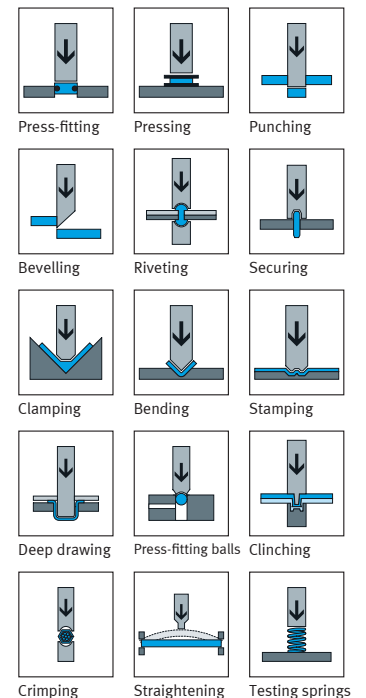 Press-fitting Pressing Punching
Bevelling Riveting Securing
Clamping Bending Stamping
Deep drawing Press-fitting balls Clinching
Crimping Straightening Testing springs